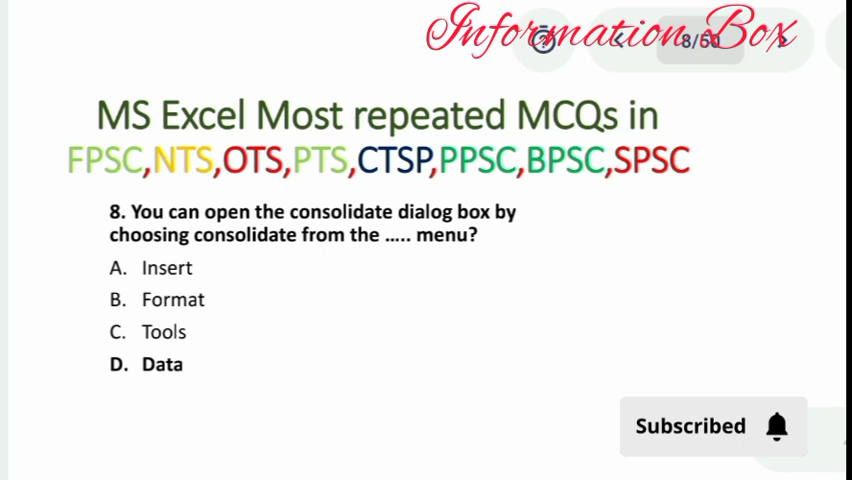 Information Box
8/50
MS Excel Most repeated MCQs in
FPSC,NTS,OTS,PTS,CTSP,PPSC,BPSC,SPSC
8. You can open the consolidate dialog box by
choosing consolidate from the ..... menu?
A. Insert
B. Format
C. Tools
D. Data
Subscribed